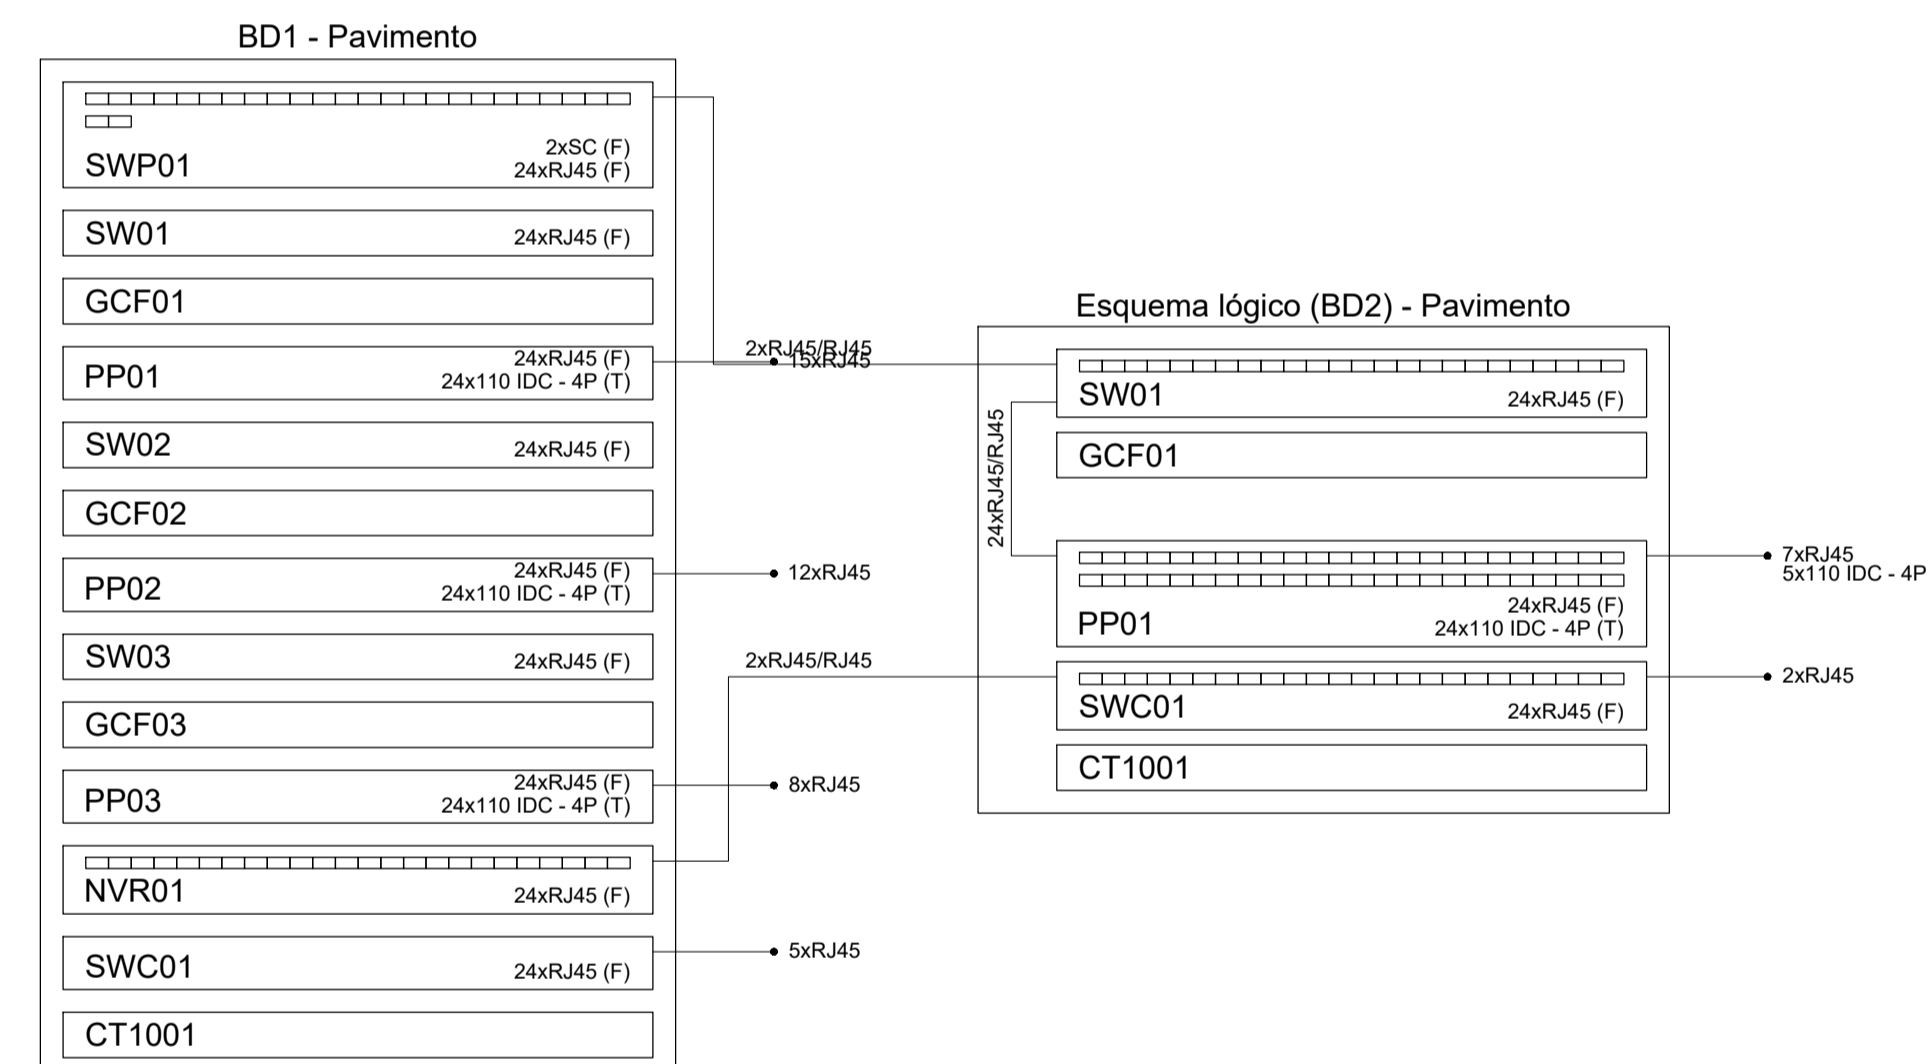 BD1 - Pavimento
2xSC (F)
SWP01
24xRJ45 (F)
SW01
24xRJ45 (F)
GCF01
PP01
24xRJ45 (F)
24x110 IDC - 4P (T)
SW02
24xRJ45 (F)
GCF02
PP02
24xRJ45 (F)
24x110 IDC - 4P (T)
SW03
24xRJ45 (F)
GCF03
PP03
24xRJ45 (F)
24x110 IDC - 4P (T)
NVR01
24xRJ45 (F)
SWC01
24xRJ45 (F)
CT1001
2xRJ45/RJ45
15xRJ45
12xRJ45
2xRJ45/RJ45
8xRJ45
5xRJ45
Esquema lógico (BD2) - Pavimento
SW01
24xRJ45 (F)
GCF01
24xRJ45/RJ45
PP01
24xRJ45 (F)
24x110 IDC - 4P (T)
SWC01
24xRJ45 (F)
CT1001
7xRJ45
5x110 IDC - 4P
2xRJ45